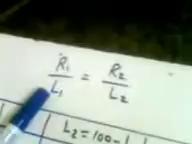 R₁/L₁ = R₂/L₂
L₂ = 100 -